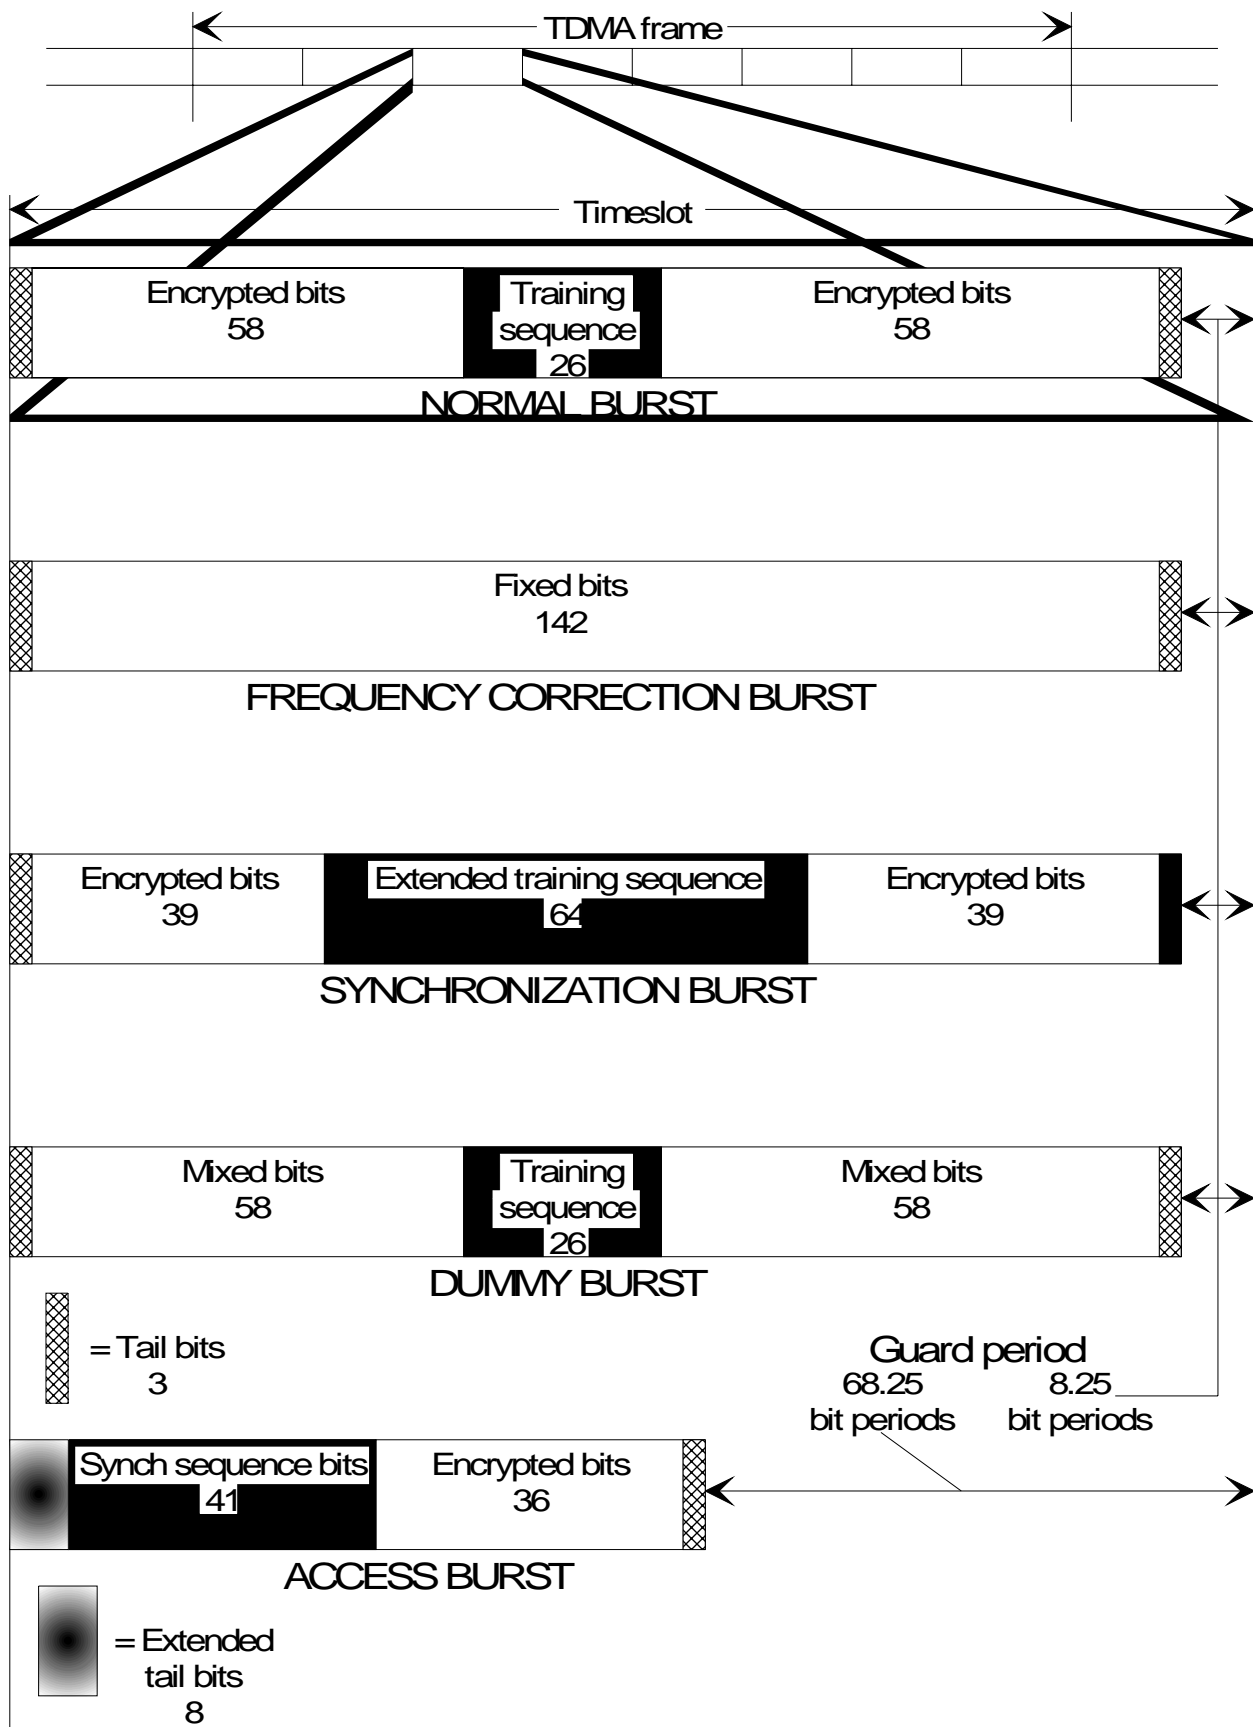 TDMA frame
Timeslot
Encrypted bits
58
Training
sequence
26
Encrypted bits
58
NORMAL BURST
Fixed bits
142
FREQUENCY CORRECTION BURST
Encrypted bits
39
Extended training sequence
64
Encrypted bits
39
SYNCHRONIZATION BURST
Mixed bits
58
Training
sequence
26
Mixed bits
58
DUMMY BURST
= Tail bits
3
Guard period
68.25
bit periods
8.25
bit periods
Synch sequence bits
41
Encrypted bits
36
ACCESS BURST
= Extended
tail bits
8